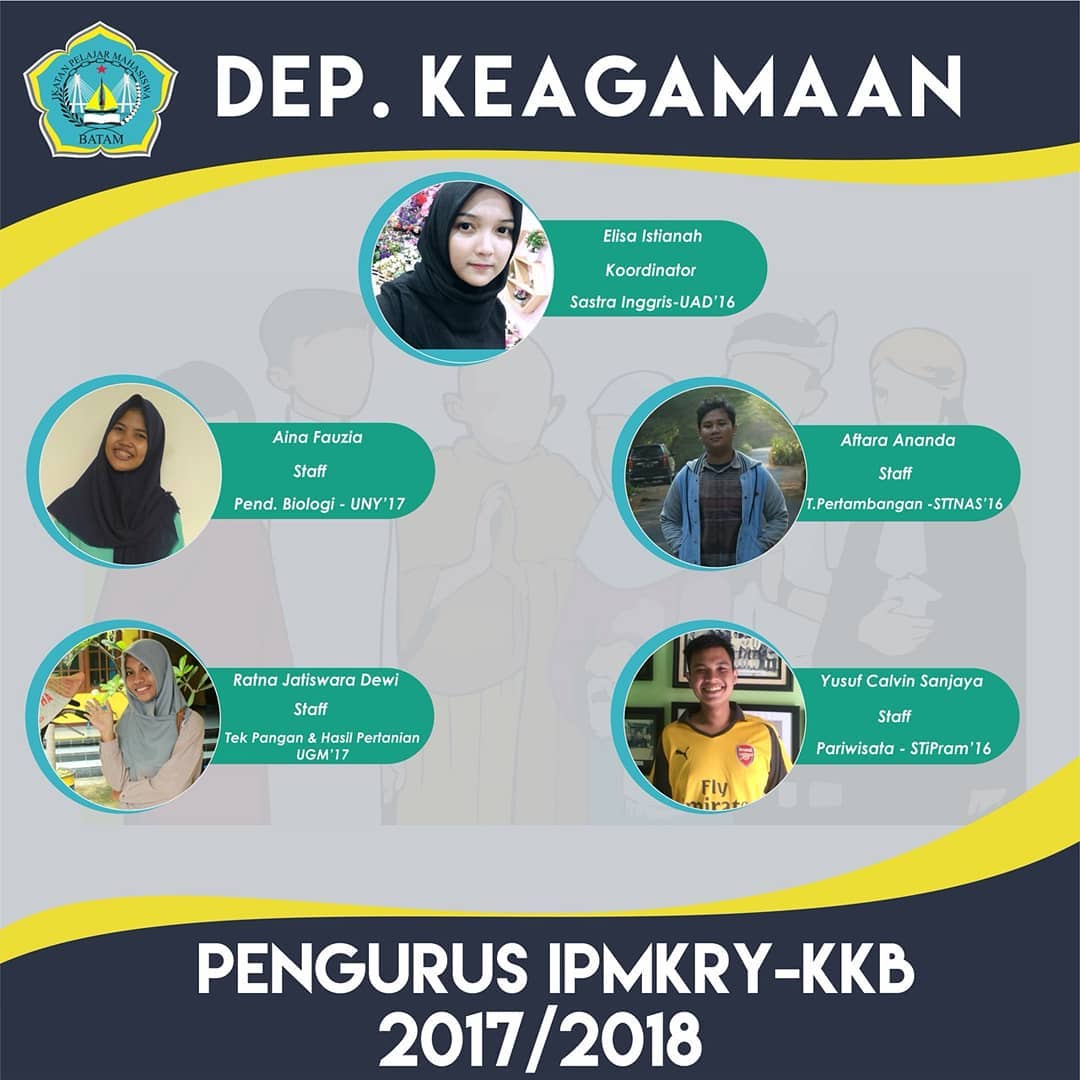 IKATAN PELAJAR MAHASISWA
BATAM
DEP. KEAGAMAAN
Elisa Istianah
Koordinator
Sastra Inggris-UAD'16
Aina Fauzia
Staff
Pend. Biologi - UNY'17
Aftara Ananda
Staff
T.Pertambangan -STTNAS'16
Ratna Jatiswara Dewi
Staff
Tek Pangan & Hasil Pertanian
UGM'17
Yusuf Calvin Sanjaya
Staff
Pariwisata - STiPram'16
Fly
PENGURUS IPMKRY-KKB
2017/2018